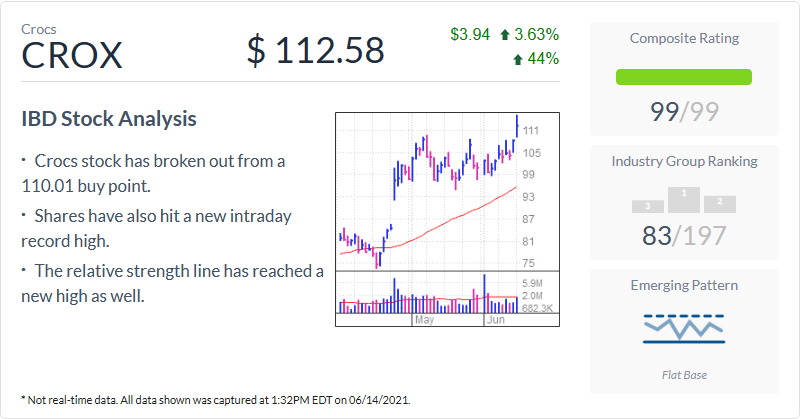 Crocs
CROX
$ 112.58
$3.94 3.63%
44%
IBD Stock Analysis
· Crocs stock has broken out from a
110.01 buy point.
· Shares have also hit a new intraday
record high.
· The relative strength line has reached a
new high as well.
111
105
99
93
87
81
75
5.9M
2.0M
682.3K
May
Jun
Composite Rating
99/99
Industry Group Ranking
3
1
2
83/197
Emerging Pattern
Flat Base
* Not real-time data. All data shown was captured at 1:32PM EDT on 06/14/2021.